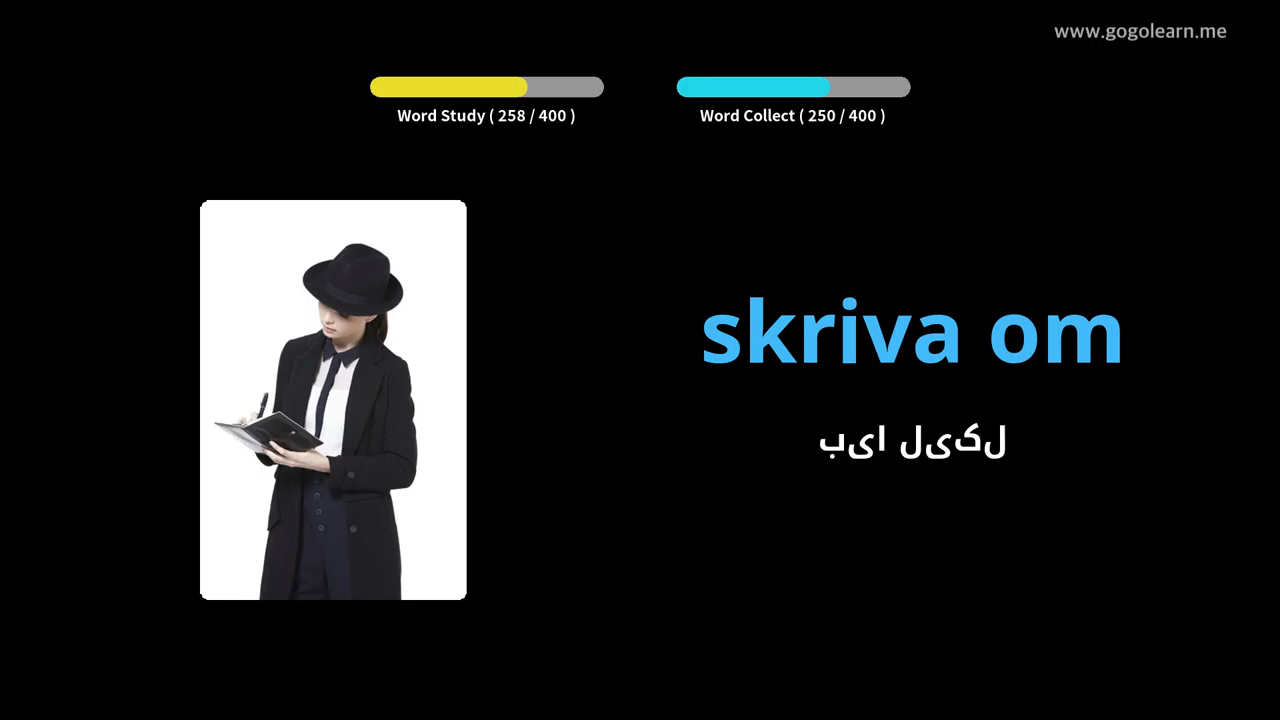 www.gogolearn.me
Word Study ( 258 / 400 )
Word Collect ( 250 / 400 )
skriva om
لکیل ایب